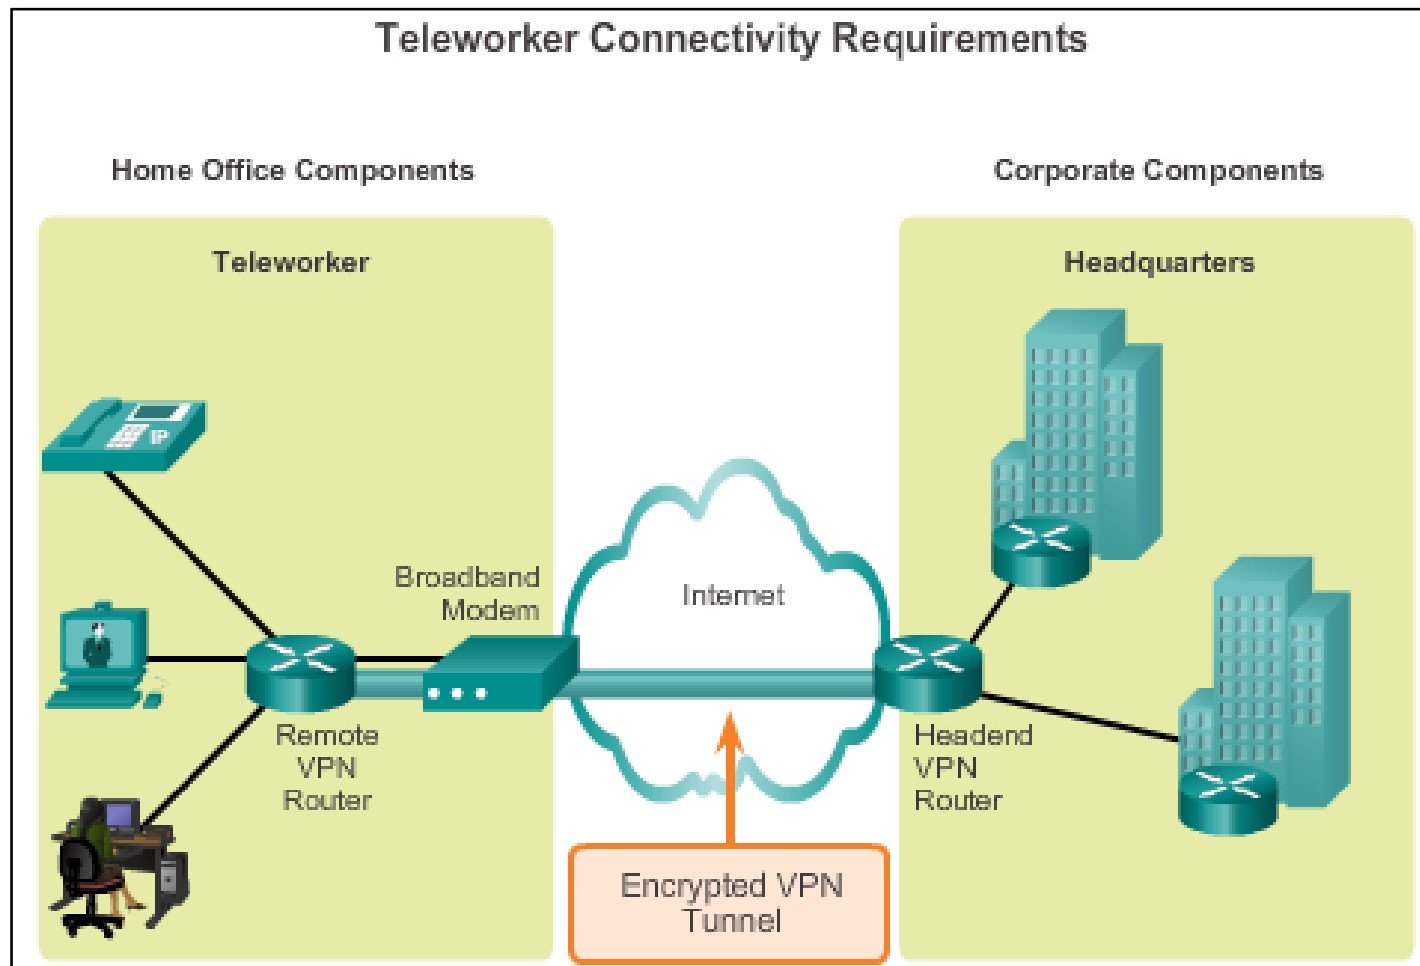 Teleworker Connectivity Requirements
Home Office Components
Corporate Components
Teleworker
Headquarters
IP
Broadband
Modem
Internet
Remote
VPN
Router
Headend
VPN
Router
Encrypted VPN
Tunnel